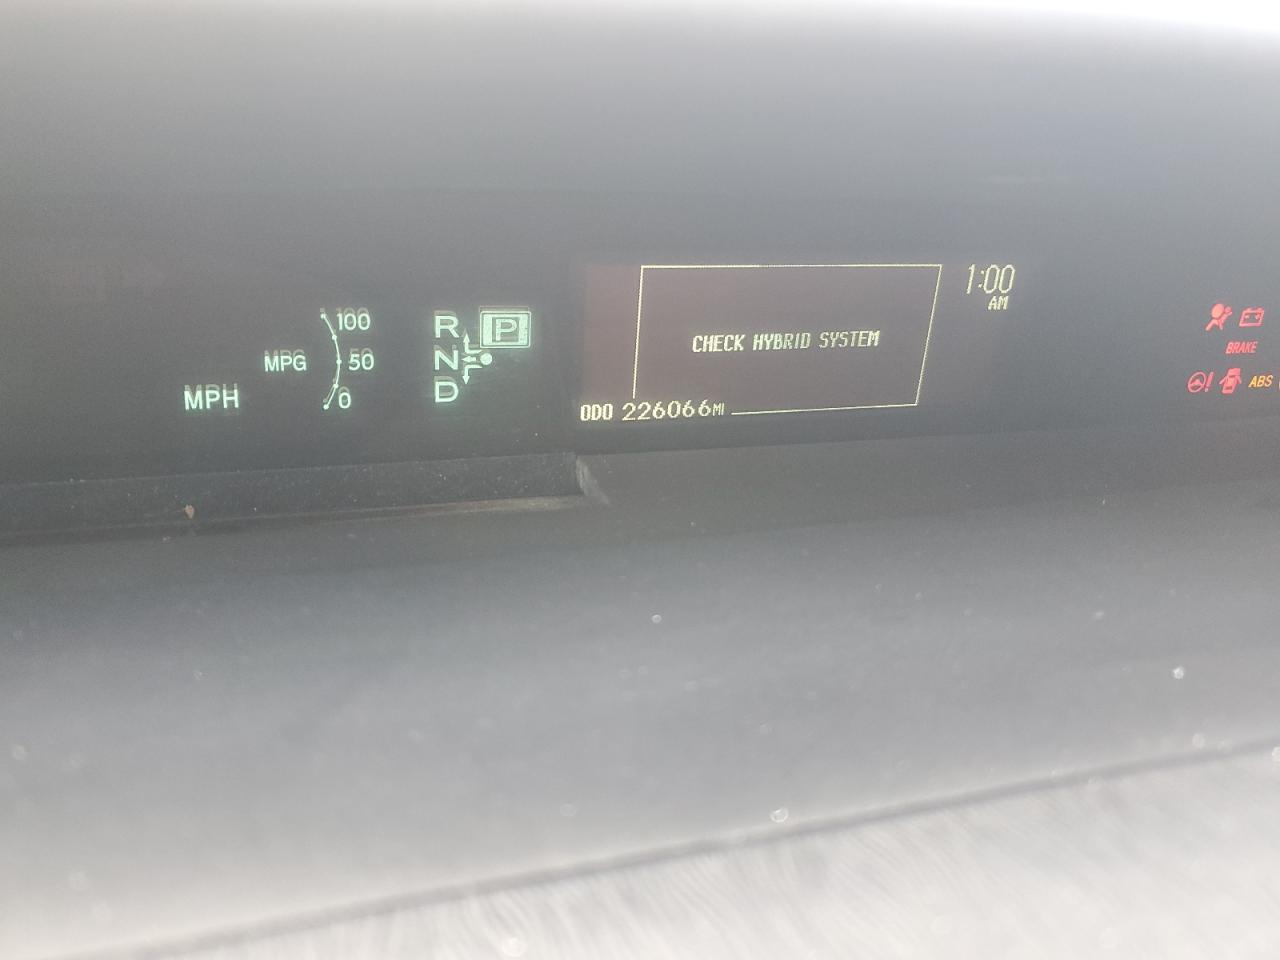 1:00
AM
100
R P
CHECK HYBRID SYSTEM
BRAKE
MPG 50
N
ABS
MPH
0
D
ODO 226066MI